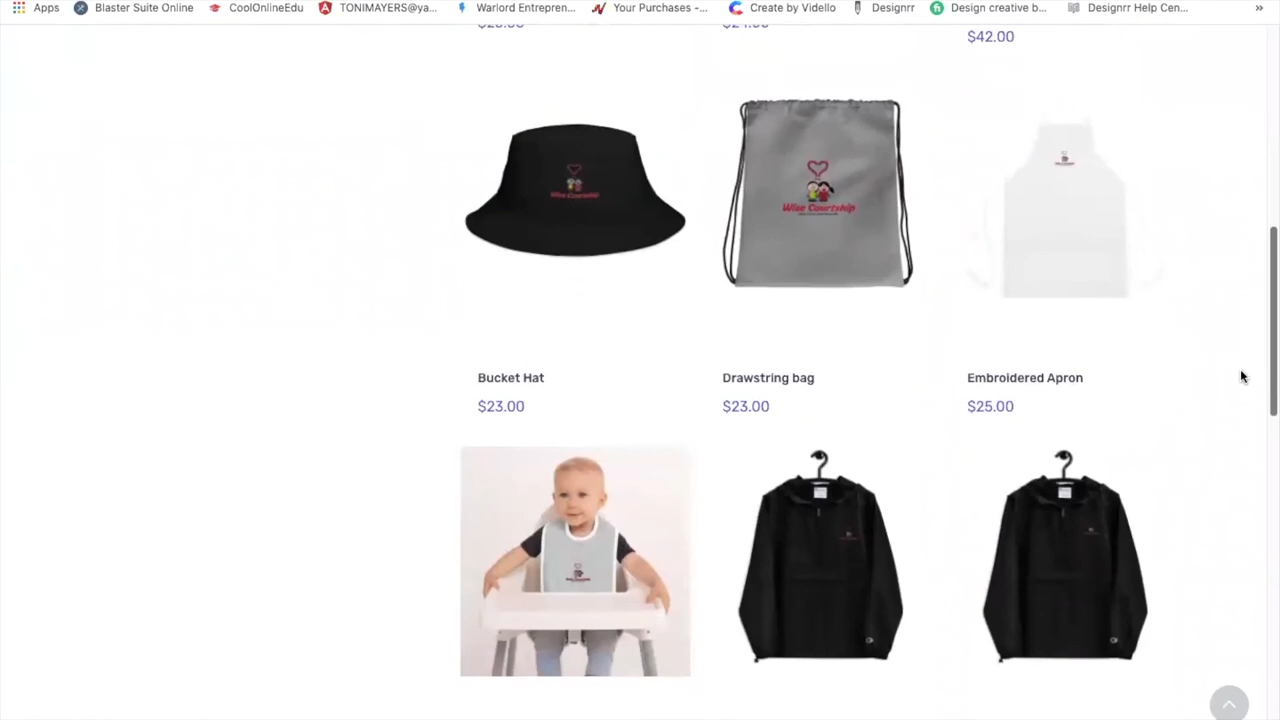 Apps Blaster Suite Online CoolOnlineEdu TONIMAYERS@ya... Warlord Entrepren... Your Purchases -... Create by Vidello Designrr Design creative b... Designrr Help Cen... »
$42.00
Wise Courtship
Wise Courtship
Bucket Hat Drawstring bag Embroidered Apron
$23.00 $23.00 $25.00